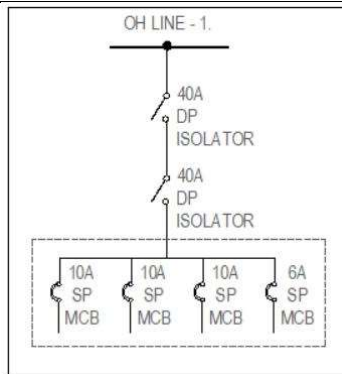 OH LINE - 1.
40A
DP
ISOLATOR
40A
DP
ISOLATOR
10A 10A 10A 6A
SP SP SP SP
MCB MCB MCB MCB